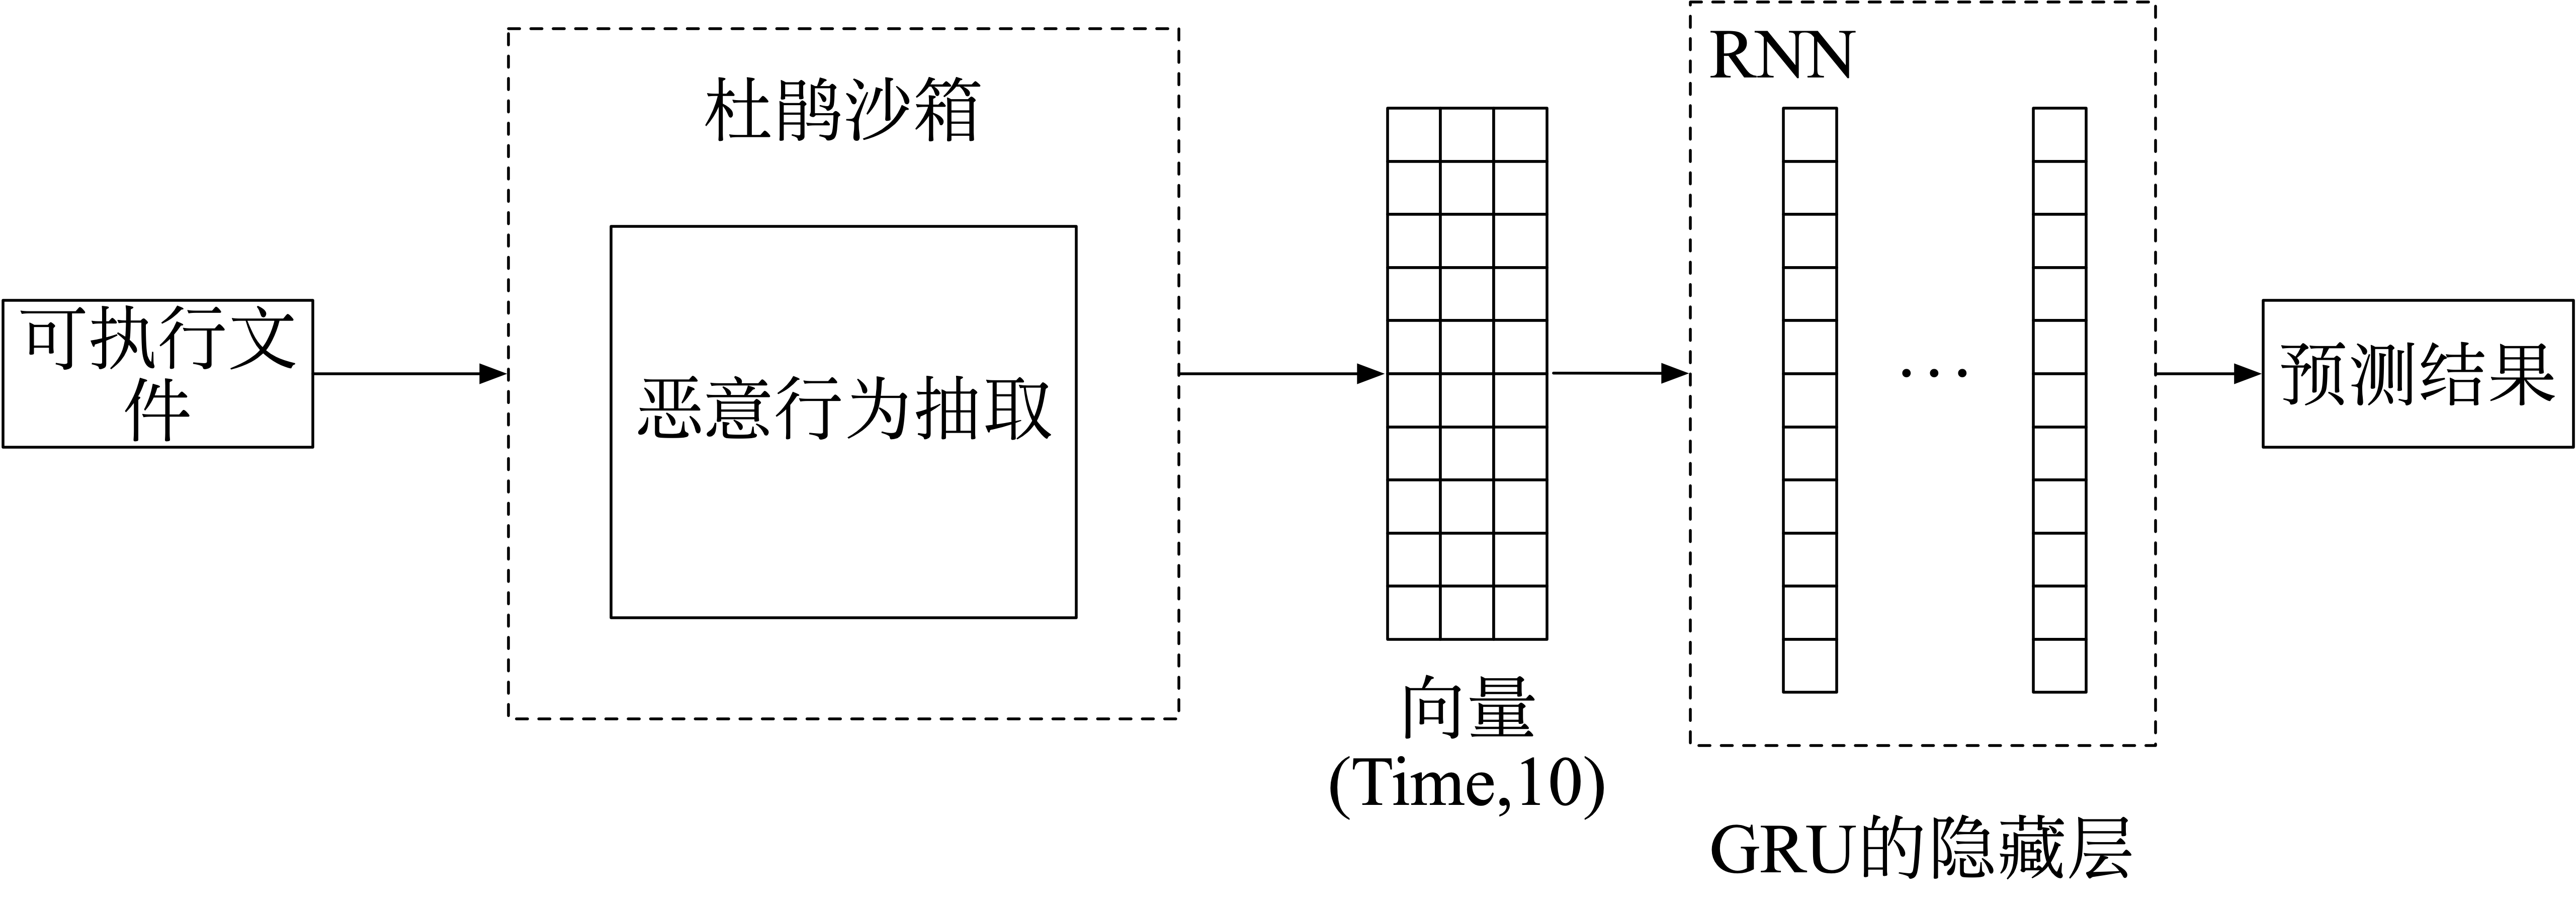 可执行文
件
杜鹃沙箱
恶意行为抽取
向量
(Time,10)
RNN
···
GRU的隐藏层
预测结果